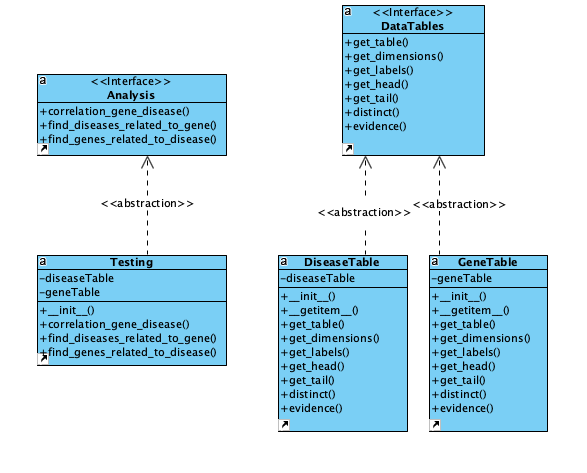 a
<<Interface>>
Analysis
+correlation_gene_disease()
+find_diseases_related_to_gene()
+find_genes_related_to_disease()
<<abstraction>>
a
Testing
-diseaseTable
-geneTable
+__init__()
+correlation_gene_disease()
+find_diseases_related_to_gene()
+find_genes_related_to_disease()
a
<<Interface>>
DataTables
+get_table()
+get_dimensions()
+get_labels()
+get_head()
+get_tail()
+distinct()
+evidence()
<<abstraction>>
<<abstraction>>
a
DiseaseTable
-diseaseTable
+__init__()
+__getitem__()
+get_table()
+get_dimensions()
+get_labels()
+get_head()
+get_tail()
+distinct()
+evidence()
a
GeneTable
-geneTable
+__init__()
+__getitem__()
+get_table()
+get_dimensions()
+get_labels()
+get_head()
+get_tail()
+distinct()
+evidence()